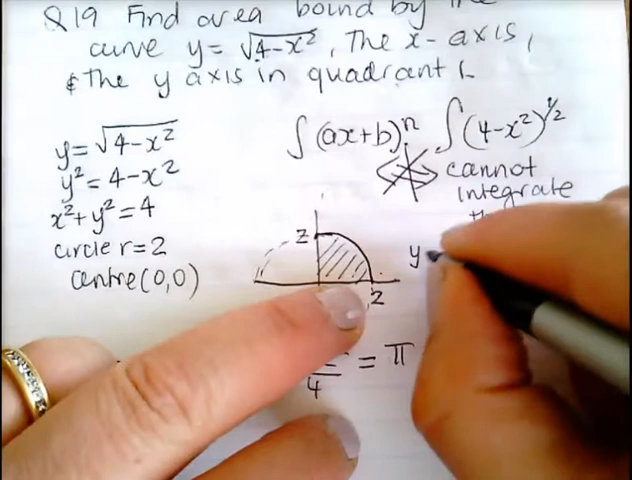 Q19 Find area bound by the
curve y = √4-x², The x-axis,
& the y axis in quadrant 1.
y = √4-x²
y² = 4-x²
x²+y² = 4
circle r=2
centre (0,0)
∫(ax+b)ⁿ ∫(4-x²)^1/2
cannot
integrate
2
2
y
4 = π